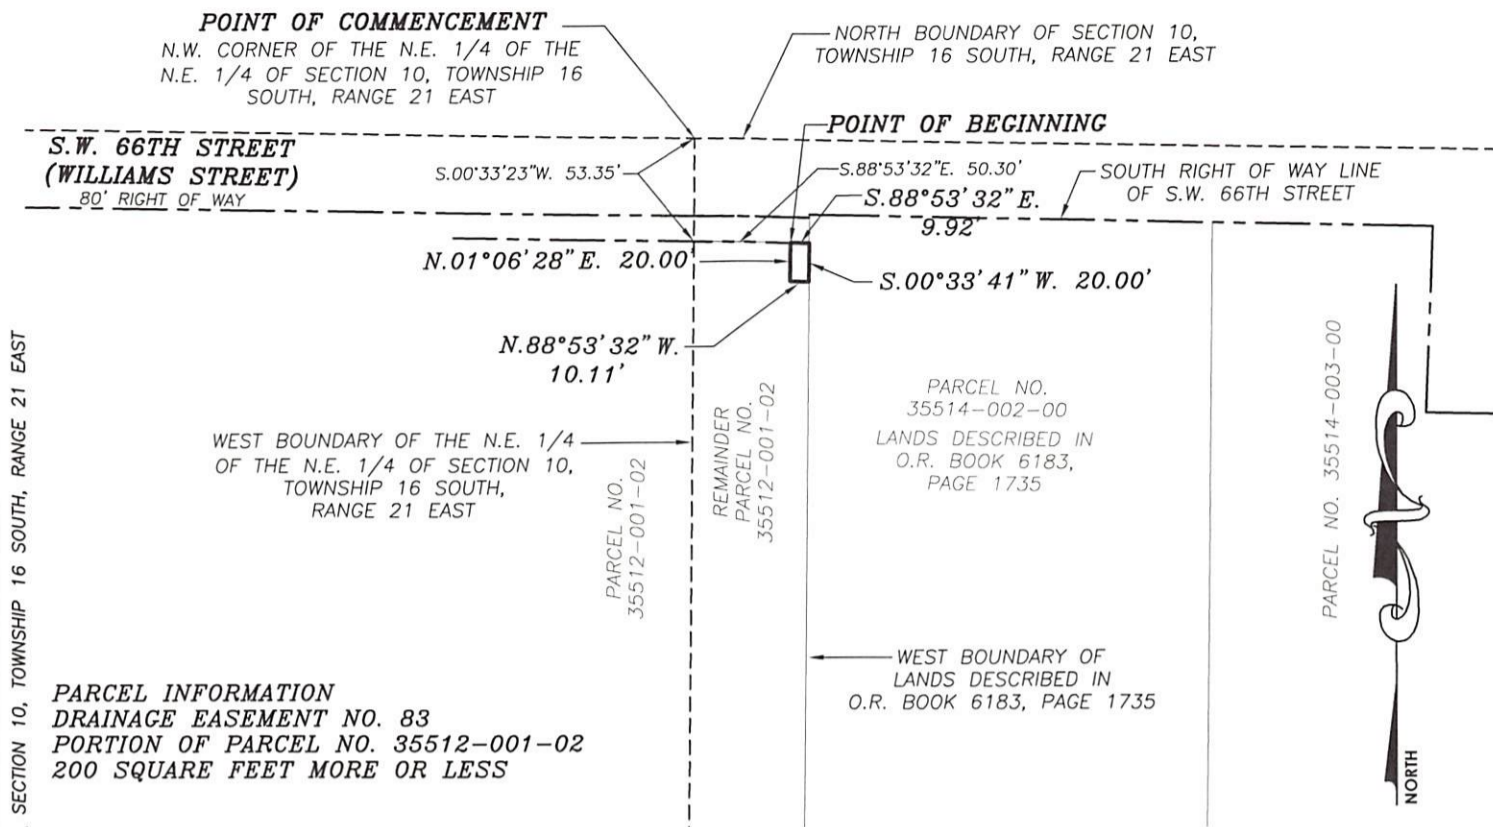 POINT OF COMMENCEMENT
N.W. CORNER OF THE N.E. 1/4 OF THE
N.E. 1/4 OF SECTION 10, TOWNSHIP 16
SOUTH, RANGE 21 EAST
NORTH BOUNDARY OF SECTION 10,
TOWNSHIP 16 SOUTH, RANGE 21 EAST
POINT OF BEGINNING
S.W. 66TH STREET
(WILLIAMS STREET)
80' RIGHT OF WAY
S.00°33'23"W. 53.35'
S.88°53'32"E. 50.30'
S.88°53'32"E.
9.92'
SOUTH RIGHT OF WAY LINE
OF S.W. 66TH STREET
N.01°06'28"E. 20.00'
S.00°33'41"W. 20.00'
N.88°53'32"W.
10.11'
WEST BOUNDARY OF THE N.E. 1/4
OF THE N.E. 1/4 OF SECTION 10,
TOWNSHIP 16 SOUTH,
RANGE 21 EAST
PARCEL NO.
35512-001-02
REMAINDER
PARCEL NO.
35512-001-02
PARCEL NO.
35514-002-00
LANDS DESCRIBED IN
O.R. BOOK 6183,
PAGE 1735
PARCEL NO. 35514-003-00
WEST BOUNDARY OF
LANDS DESCRIBED IN
O.R. BOOK 6183, PAGE 1735
SECTION 10, TOWNSHIP 16 SOUTH, RANGE 21 EAST
PARCEL INFORMATION
DRAINAGE EASEMENT NO. 83
PORTION OF PARCEL NO. 35512-001-02
200 SQUARE FEET MORE OR LESS
NORTH